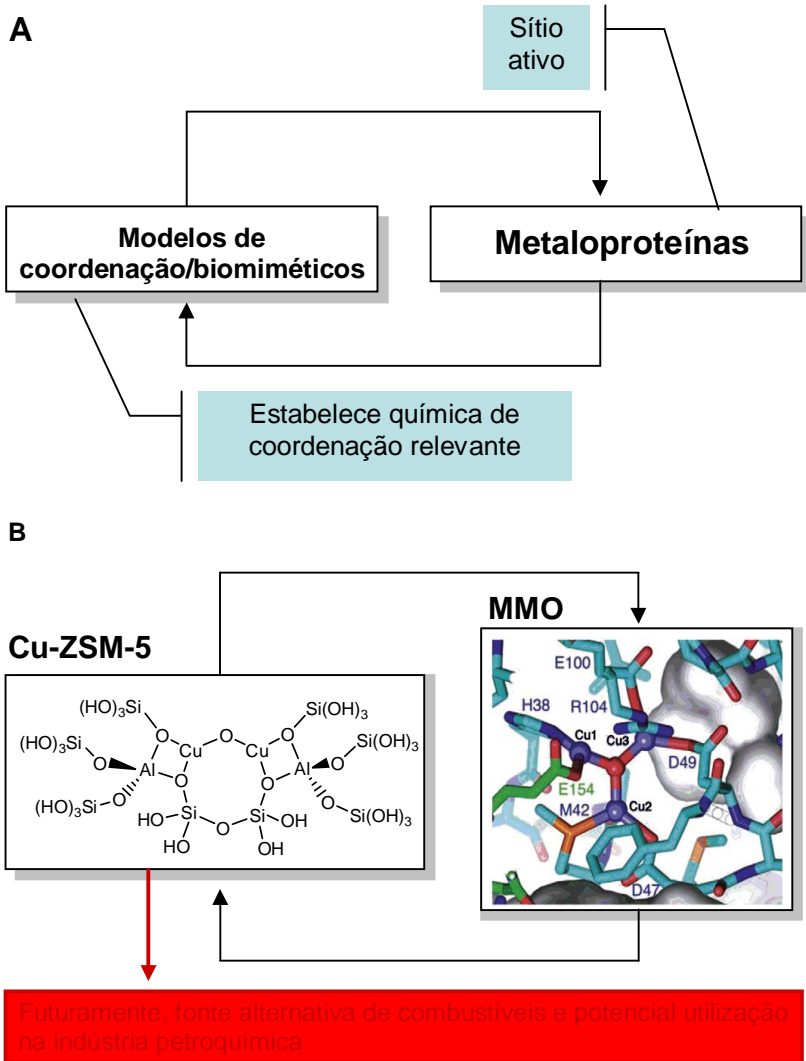 A
Sítio
ativo
Modelos de
coordenação/biomiméticos
Metaloproteínas
Estabelece química de
coordenação relevante
B
MMO
Cu-ZSM-5
(HO)3Si
Si(OH)3
(HO)3Si
O
Cu
O
Cu
O
Si(OH)3
O
Al
O
O
Al
O
(HO)3Si
O
Si
Si
O
Si(OH)3
HO
O
OH
HO
OH
E100
H38
R104
Cu1
Cu3
D49
E154
M42
Cu2
D47
Futuramente, fonte alternativa de combustíveis e potencial utilização
na indústria petroquímica